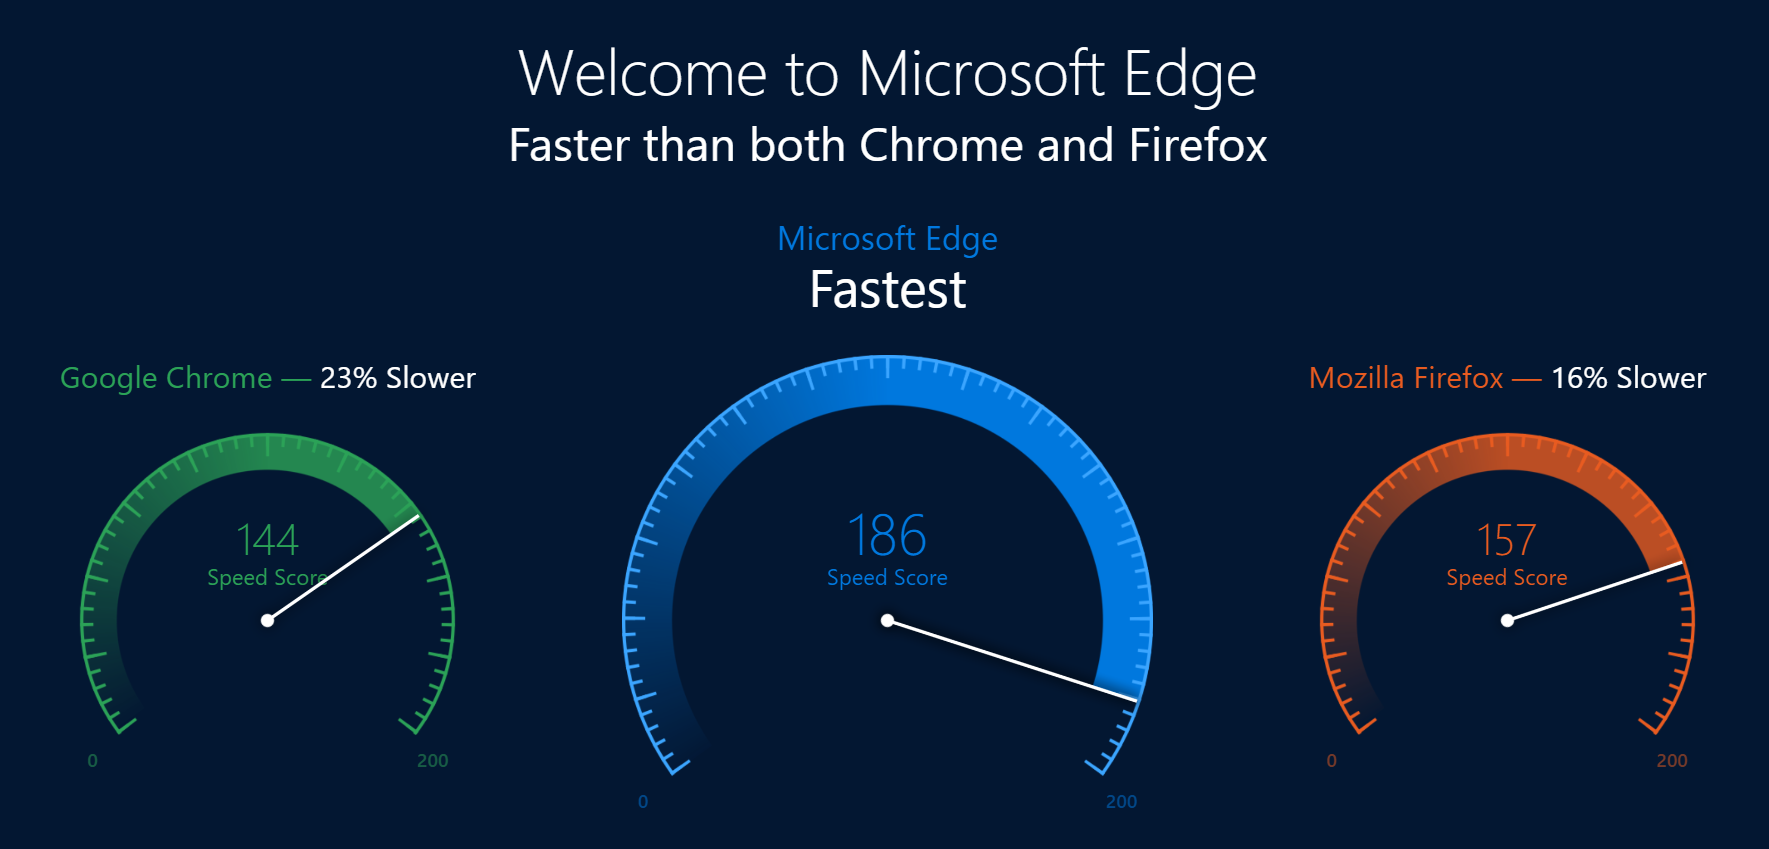 Welcome to Microsoft Edge
Faster than both Chrome and Firefox
Microsoft Edge
Fastest
Google Chrome — 23% Slower
144
Speed Score
0
200
186
Speed Score
0
200
Mozilla Firefox — 16% Slower
157
Speed Score
0
200